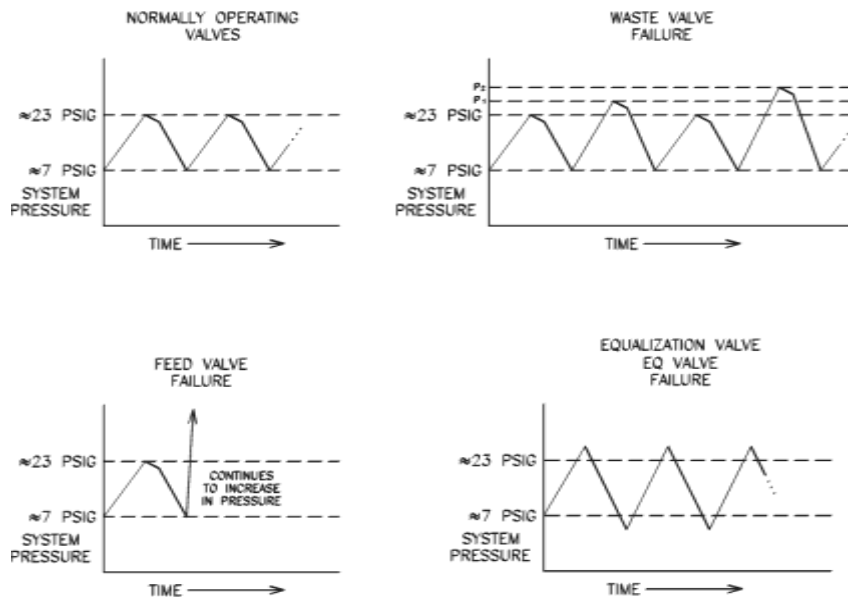 NORMALLY OPERATING
VALVES
≈23 PSIG
≈7 PSIG
SYSTEM
PRESSURE
TIME
WASTE VALVE
FAILURE
P₂
P₁
≈23 PSIG
≈7 PSIG
SYSTEM
PRESSURE
TIME
FEED VALVE
FAILURE
≈23 PSIG
CONTINUES
TO INCREASE
IN PRESSURE
≈7 PSIG
SYSTEM
PRESSURE
TIME
EQUALIZATION VALVE
EQ VALVE
FAILURE
≈23 PSIG
≈7 PSIG
SYSTEM
PRESSURE
TIME